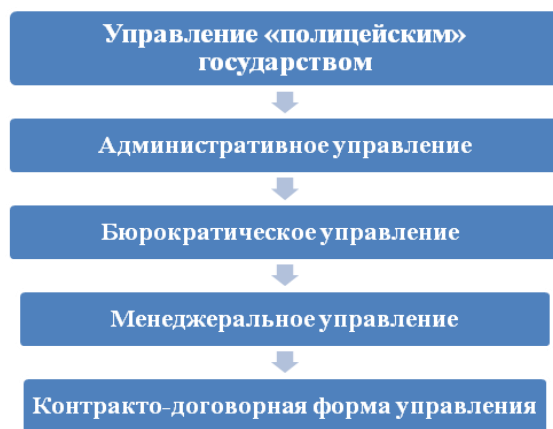 Управление «полицейским»
государством
Административное управление
Бюрократическое управление
Менеджеральное управление
Контракто-договорная форма управления